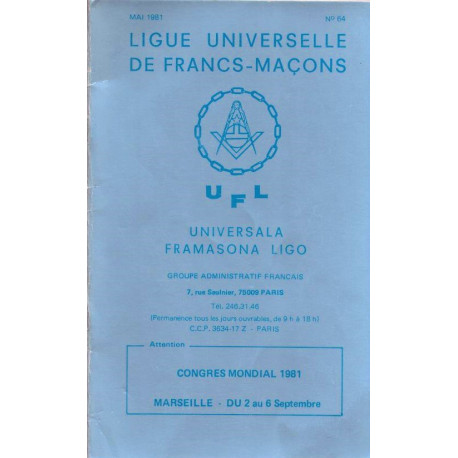 MAI 1981 Nº 64
LIGUE UNIVERSELLE
DE FRANCS-MAÇONS
UFL
UNIVERSALA
FRAMASONA LIGO
GROUPE ADMINISTRATIF FRANCAIS
7, rue Saulnier, 75009 PARIS
Tél. 246.31.46
(Permanence tous les jours ouvrables, de 9 h à 18 h)
C.C.P. 3634-17 Z - PARIS
Attention
CONGRES MONDIAL 1981
MARSEILLE - DU 2 au 6 Septembre